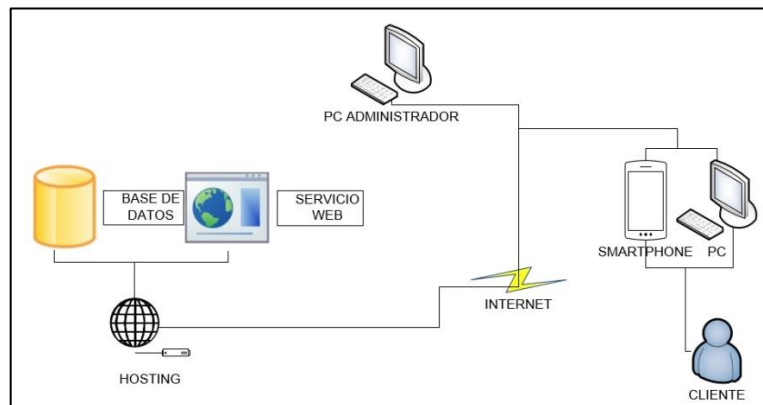 PC ADMINISTRADOR
BASE DE
DATOS
SERVICIO
WEB
SMARTPHONE
PC
INTERNET
HOSTING
CLIENTE